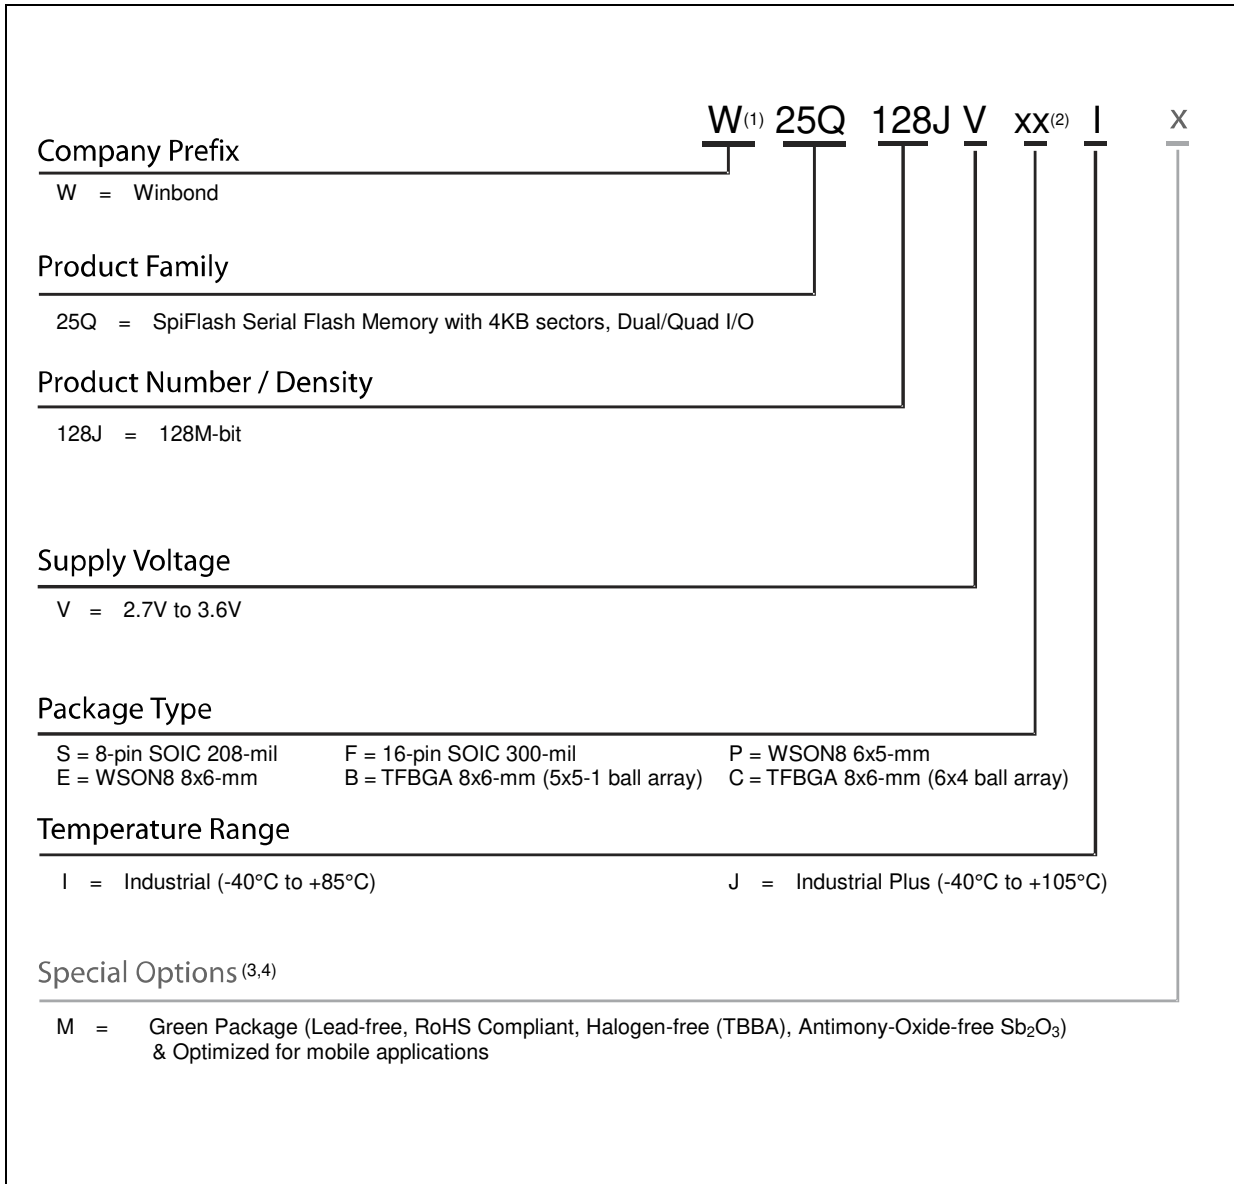 W(1) 25Q 128J V xx(2) I x
Company Prefix
W = Winbond
Product Family
25Q = SpiFlash Serial Flash Memory with 4KB sectors, Dual/Quad I/O
Product Number / Density
128J = 128M-bit
Supply Voltage
V = 2.7V to 3.6V
Package Type
S = 8-pin SOIC 208-mil F = 16-pin SOIC 300-mil P = WSON8 6x5-mm
E = WSON8 8x6-mm B = TFBGA 8x6-mm (5x5-1 ball array) C = TFBGA 8x6-mm (6x4 ball array)
Temperature Range
I = Industrial (-40°C to +85°C) J = Industrial Plus (-40°C to +105°C)
Special Options (3,4)
M = Green Package (Lead-free, RoHS Compliant, Halogen-free (TBBA), Antimony-Oxide-free Sb₂O₃)
& Optimized for mobile applications